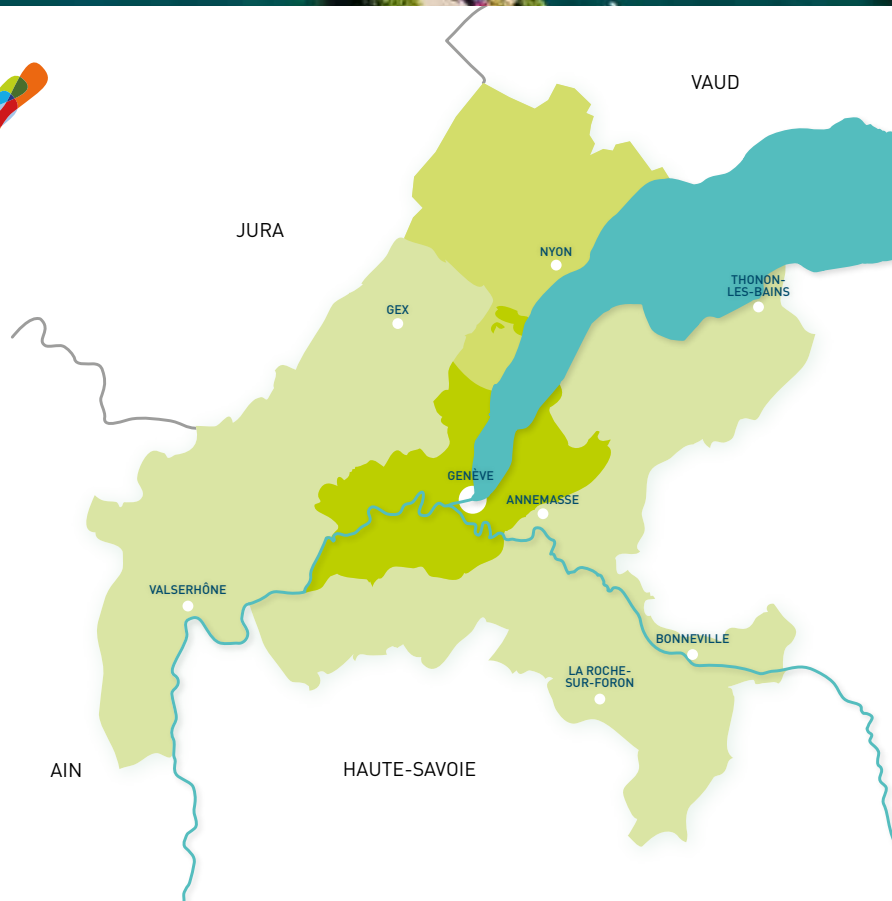 VAUD
JURA
NYON
THONON-
LES-BAINS
GEX
GENÈVE
ANNEMASSE
VALSERHÔNE
BONNEVILLE
LA ROCHE-
SUR-FORON
AIN
HAUTE-SAVOIE